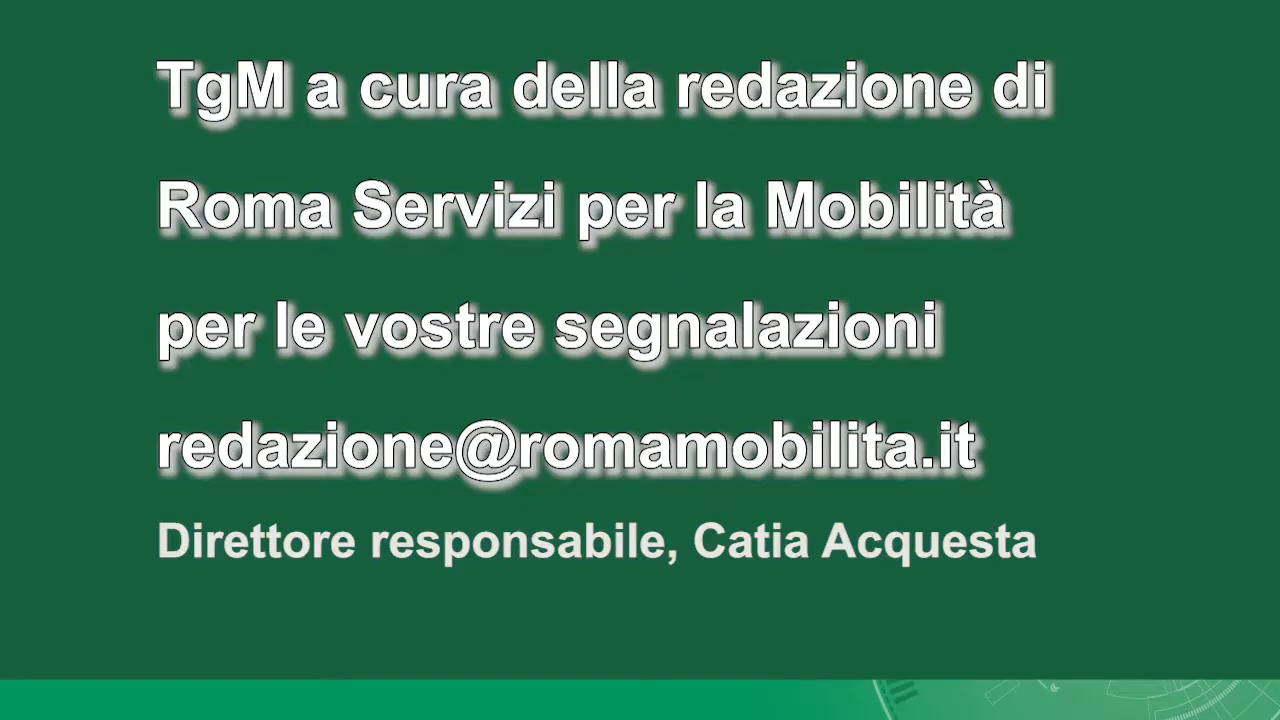 TgM a cura della redazione di
Roma Servizi per la Mobilità
per le vostre segnalazioni
redazione@romamobilita.it
Direttore responsabile, Catia Acquesta